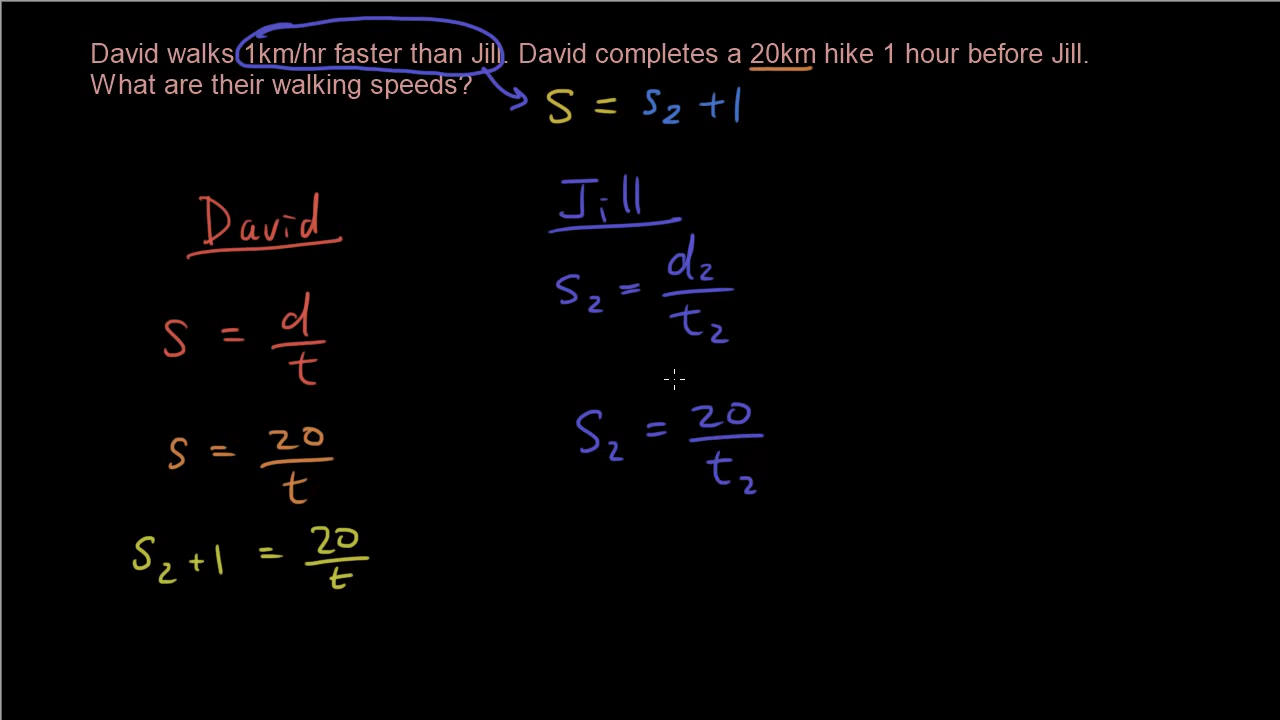 David walks 1km/hr faster than Jill. David completes a 20km hike 1 hour before Jill.
What are their walking speeds?
S = S₂ + 1
David
S = d/t
S = 20/t
S₂ + 1 = 20/t
Jill
S₂ = d₂/t₂
S₂ = 20/t₂